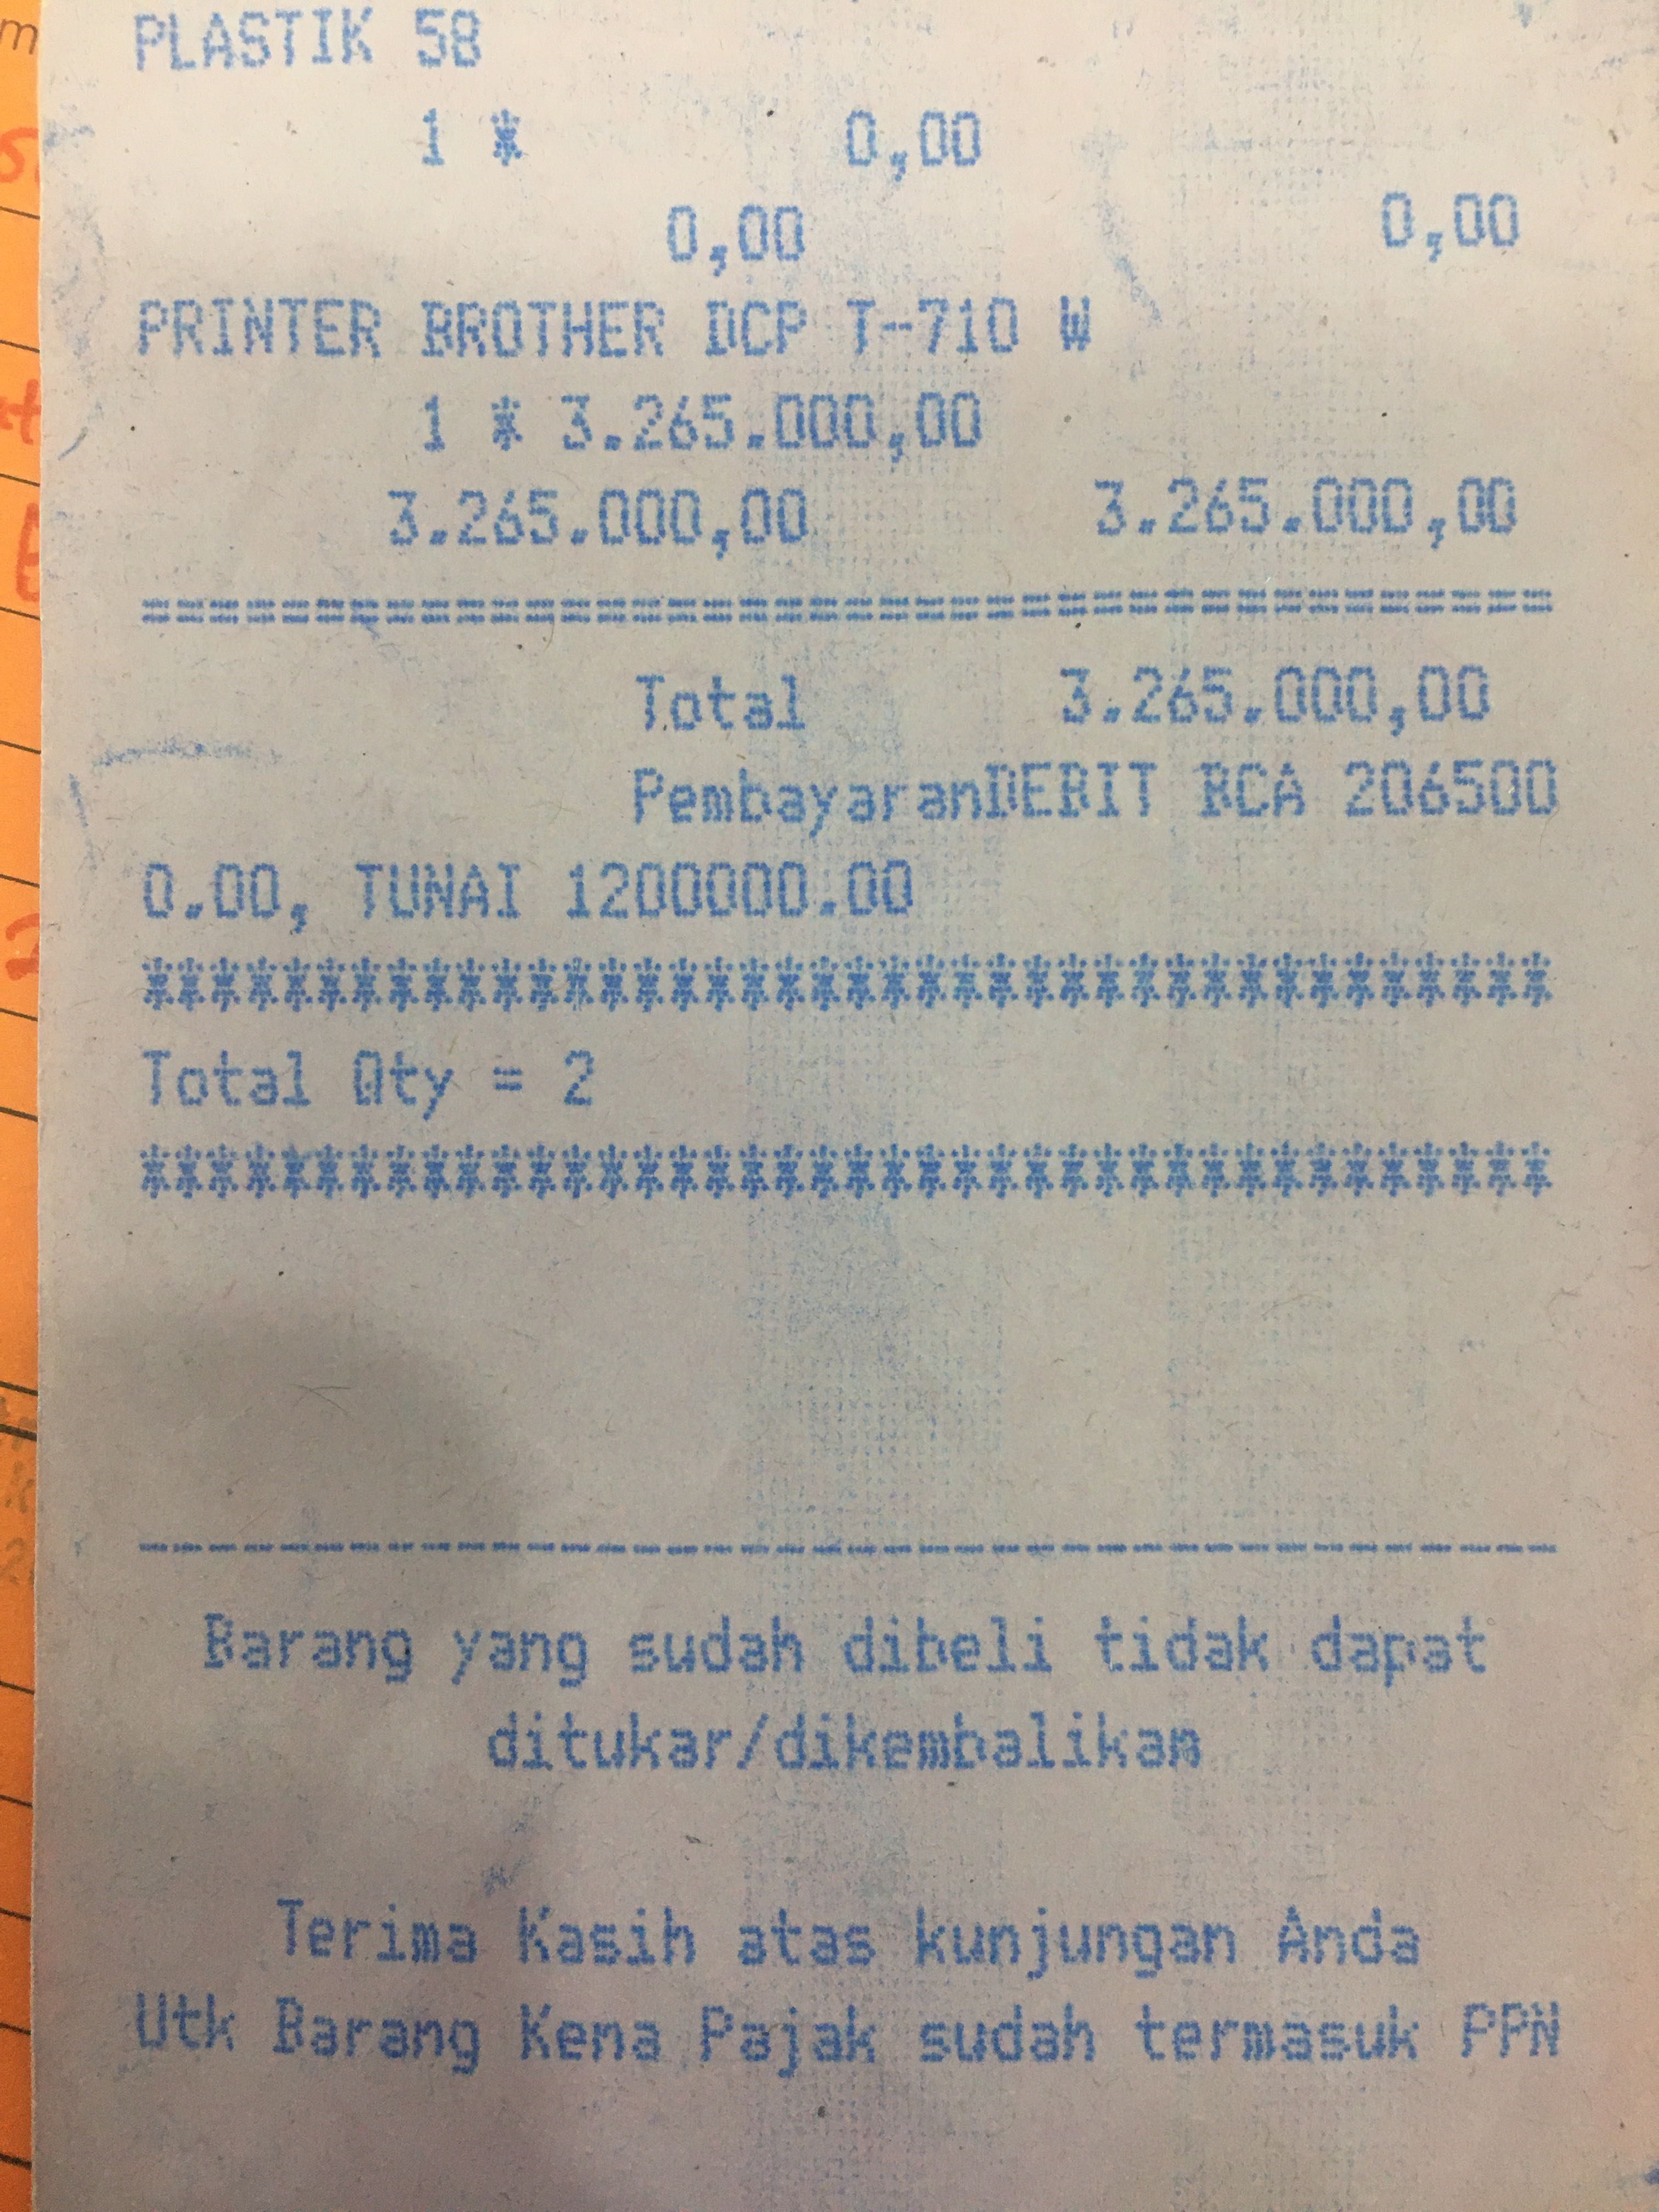 PLASTIK 58
1 * 0,00
0,00 0,00
PRINTER BROTHER DCP T-710 W
1 * 3.265.000,00
3.265.000,00 3.265.000,00
========================================
Total 3.265.000,00
PembayaranDEBIT BCA 206500
0.00, TUNAI 1200000.00
****************************************
Total Qty = 2
****************************************
----------------------------------------
Barang yang sudah dibeli tidak dapat
ditukar/dikembalikan
Terima Kasih atas kunjungan Anda
Utk Barang Kena Pajak sudah termasuk PPN